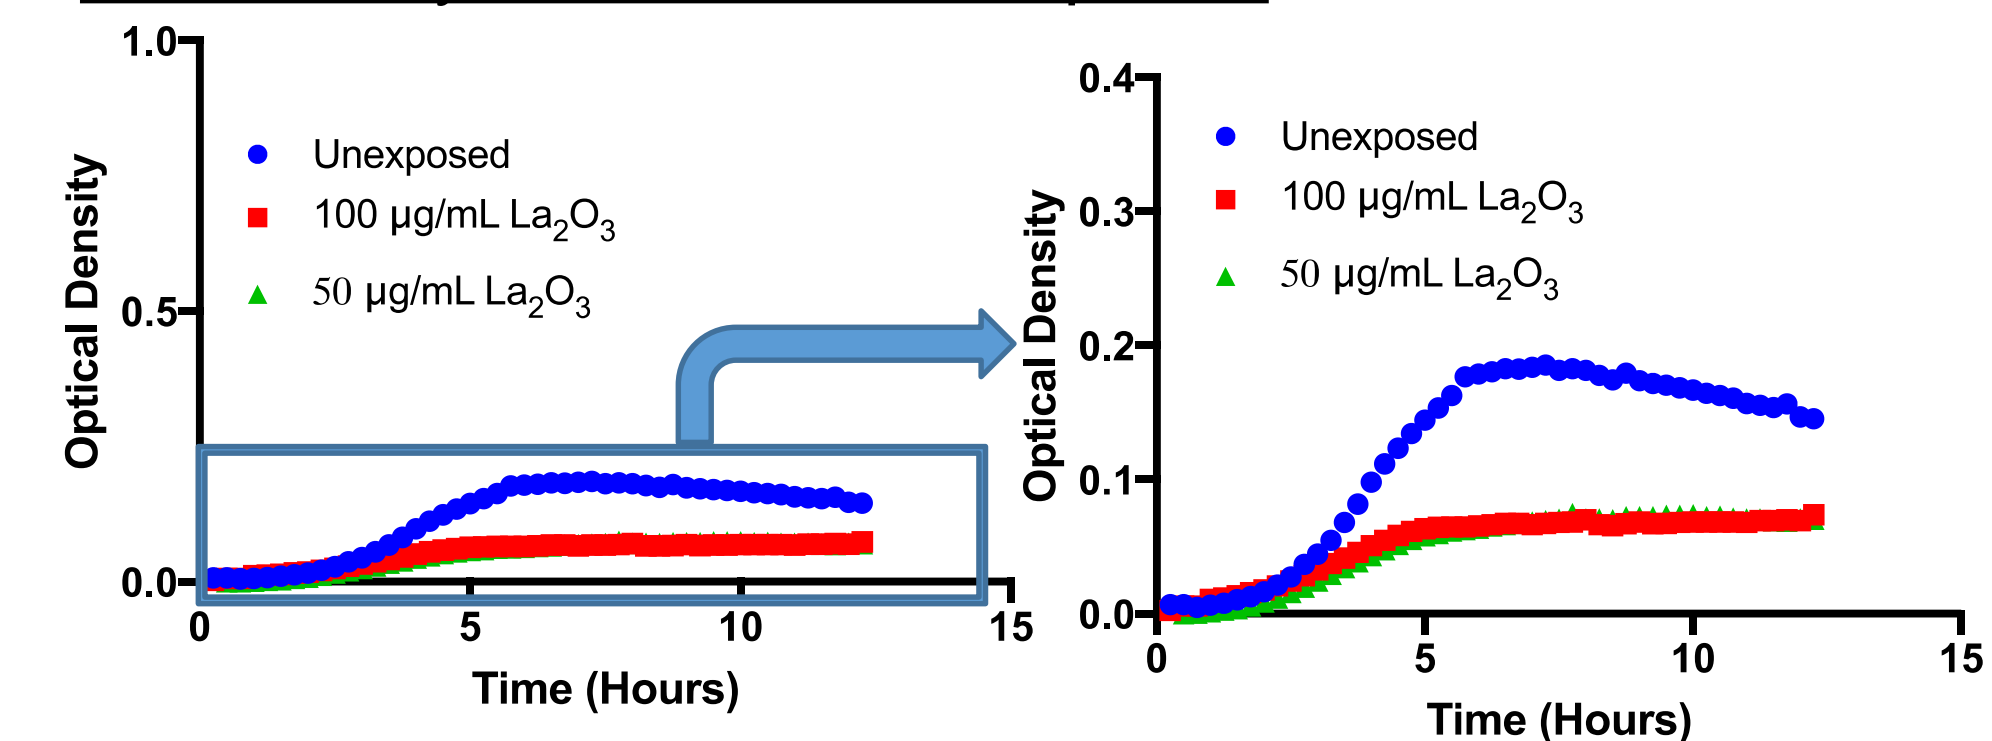 1.0
0.5
0.0
0
5
10
15
Optical Density
Time (Hours)
Unexposed
100 µg/mL La₂O₃
50 µg/mL La₂O₃
0.4
0.3
0.2
0.1
0.0
0
5
10
15
Optical Density
Time (Hours)
Unexposed
100 µg/mL La₂O₃
50 µg/mL La₂O₃